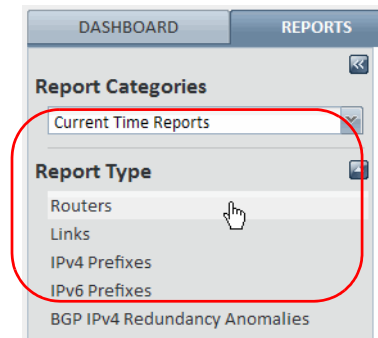 DASHBOARD REPORTS
Report Categories
Current Time Reports
Report Type
Routers
Links
IPv4 Prefixes
IPv6 Prefixes
BGP IPv4 Redundancy Anomalies